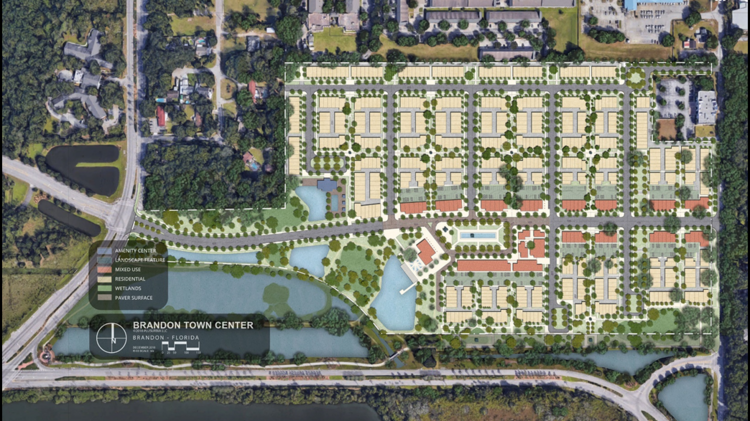 AMENITY CENTER
LANDSCAPE FEATURE
MIXED USE
RESIDENTIAL
WETLANDS
PAVER SURFACE
BRANDON TOWN CENTER
BRANDON - FLORIDA
N